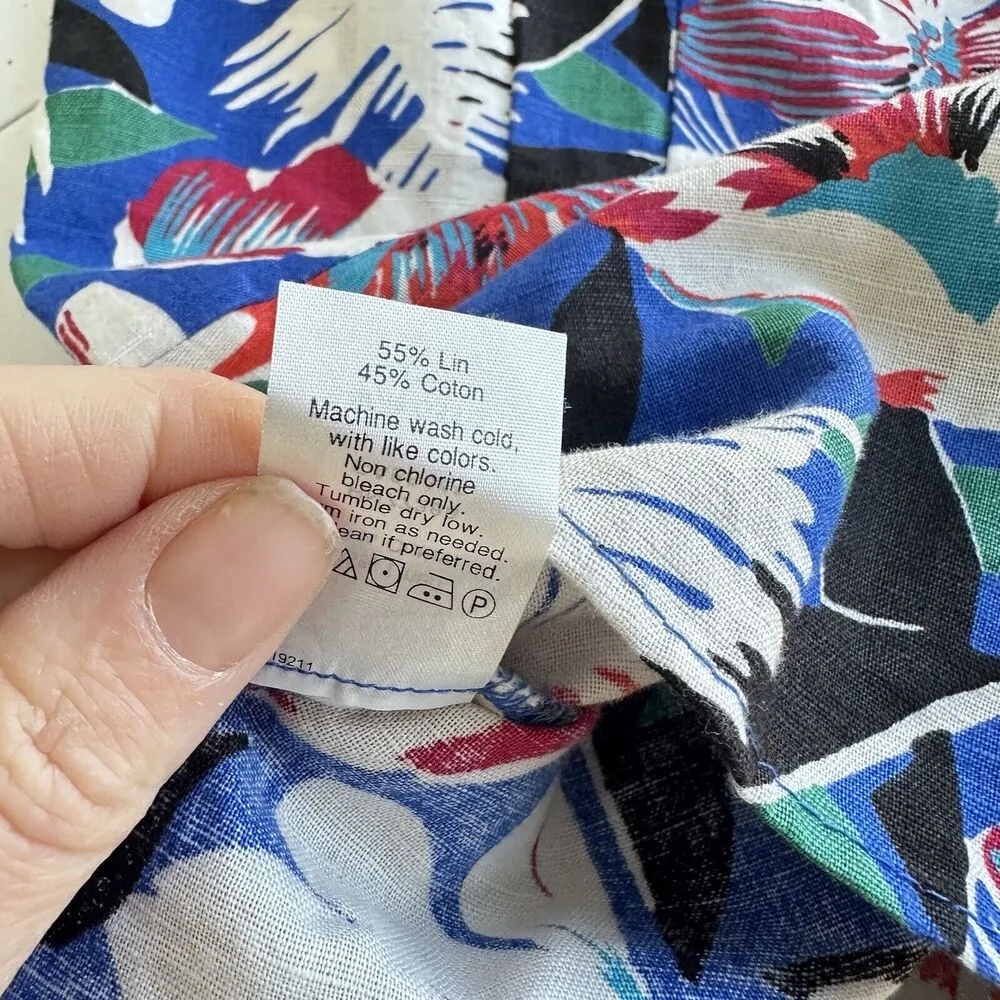 55% Lin
45% Coton
Machine wash cold,
with like colors.
Non chlorine
bleach only.
Tumble dry low.
iron as needed.
if preferred.
P
19211